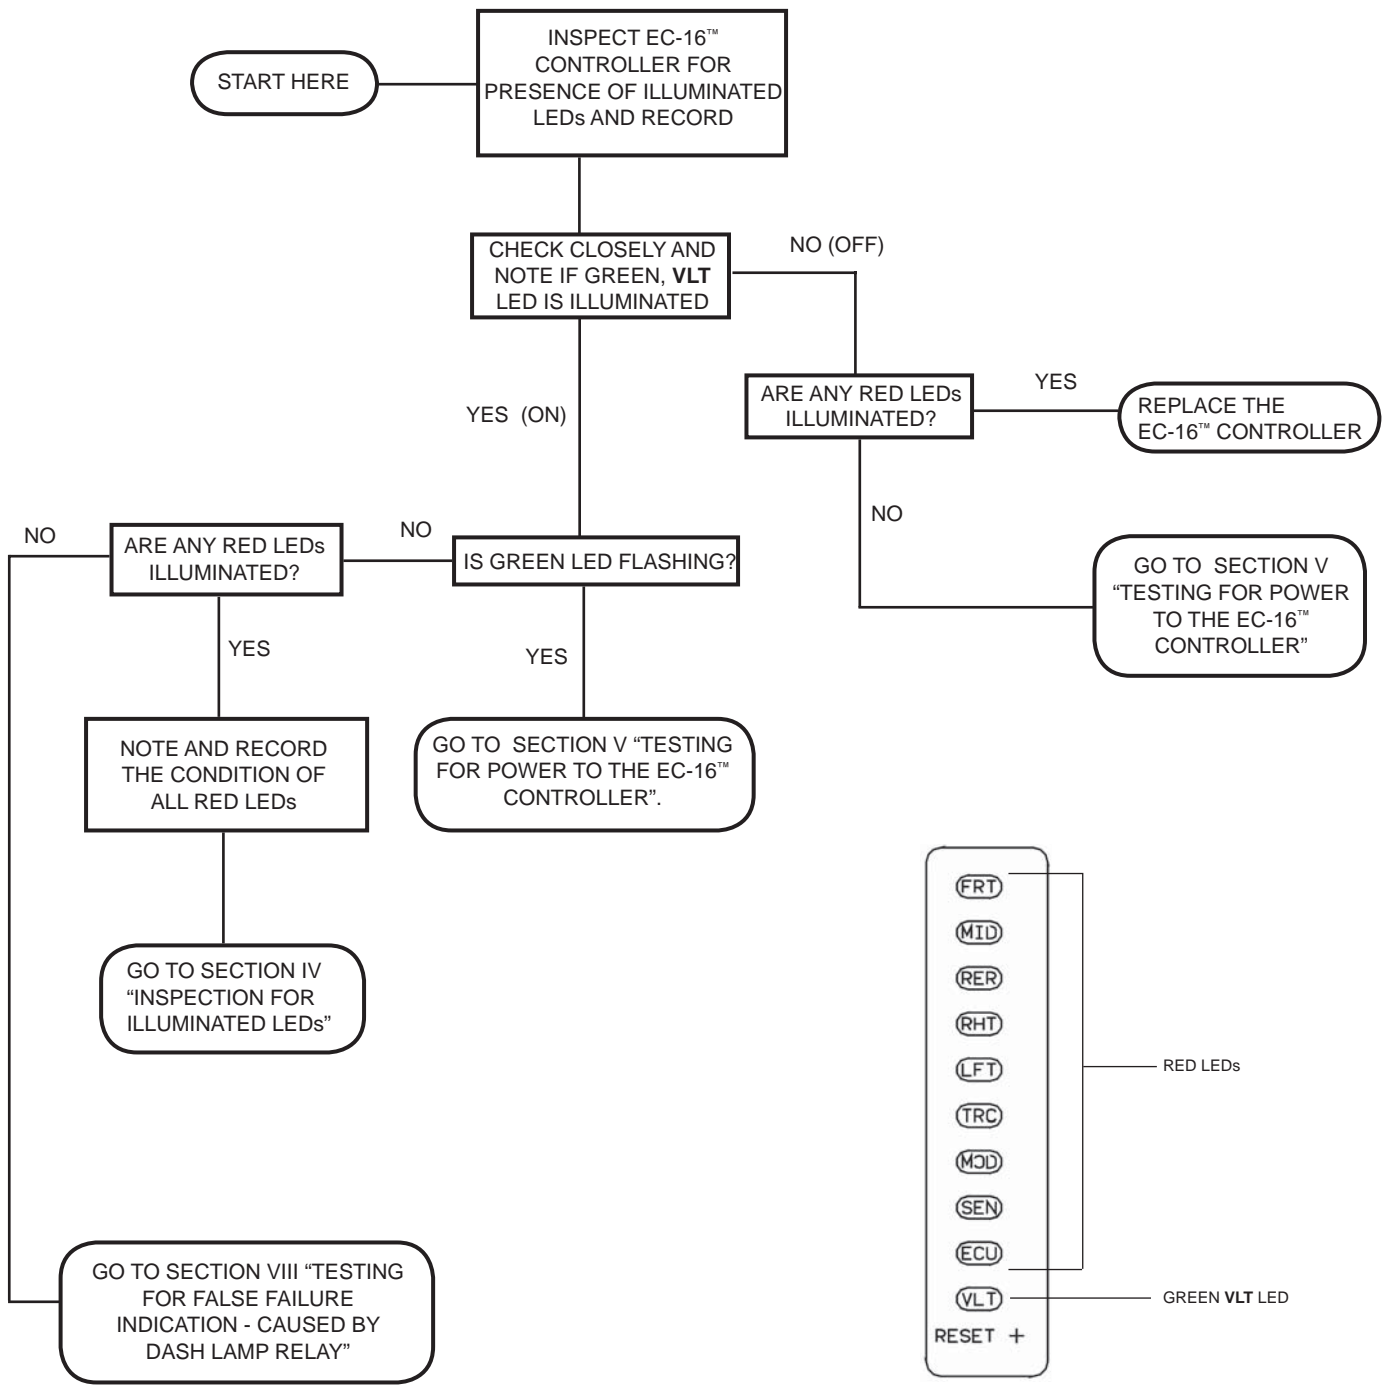 START HERE
INSPECT EC-16™
CONTROLLER FOR
PRESENCE OF ILLUMINATED
LEDs AND RECORD
CHECK CLOSELY AND
NOTE IF GREEN, VLT
LED IS ILLUMINATED
NO (OFF)
YES (ON)
ARE ANY RED LEDs
ILLUMINATED?
YES
REPLACE THE
EC-16™ CONTROLLER
NO
GO TO SECTION V
“TESTING FOR POWER
TO THE EC-16™
CONTROLLER”
IS GREEN LED FLASHING?
NO
ARE ANY RED LEDs
ILLUMINATED?
NO
YES
YES
GO TO SECTION V “TESTING
FOR POWER TO THE EC-16™
CONTROLLER”.
NOTE AND RECORD
THE CONDITION OF
ALL RED LEDs
GO TO SECTION IV
“INSPECTION FOR
ILLUMINATED LEDs”
GO TO SECTION VIII “TESTING
FOR FALSE FAILURE
INDICATION - CAUSED BY
DASH LAMP RELAY”
FRT
MID
RER
RHT
LFT
TRC
MOD
SEN
ECU
VLT
RESET +
RED LEDs
GREEN VLT LED